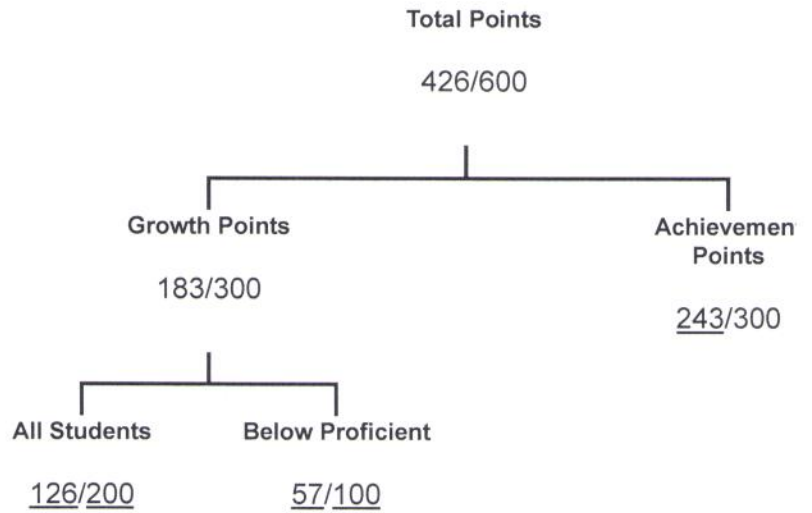 Total Points
426/600
Growth Points
Achievemen
Points
183/300
243/300
All Students
Below Proficient
126/200
57/100